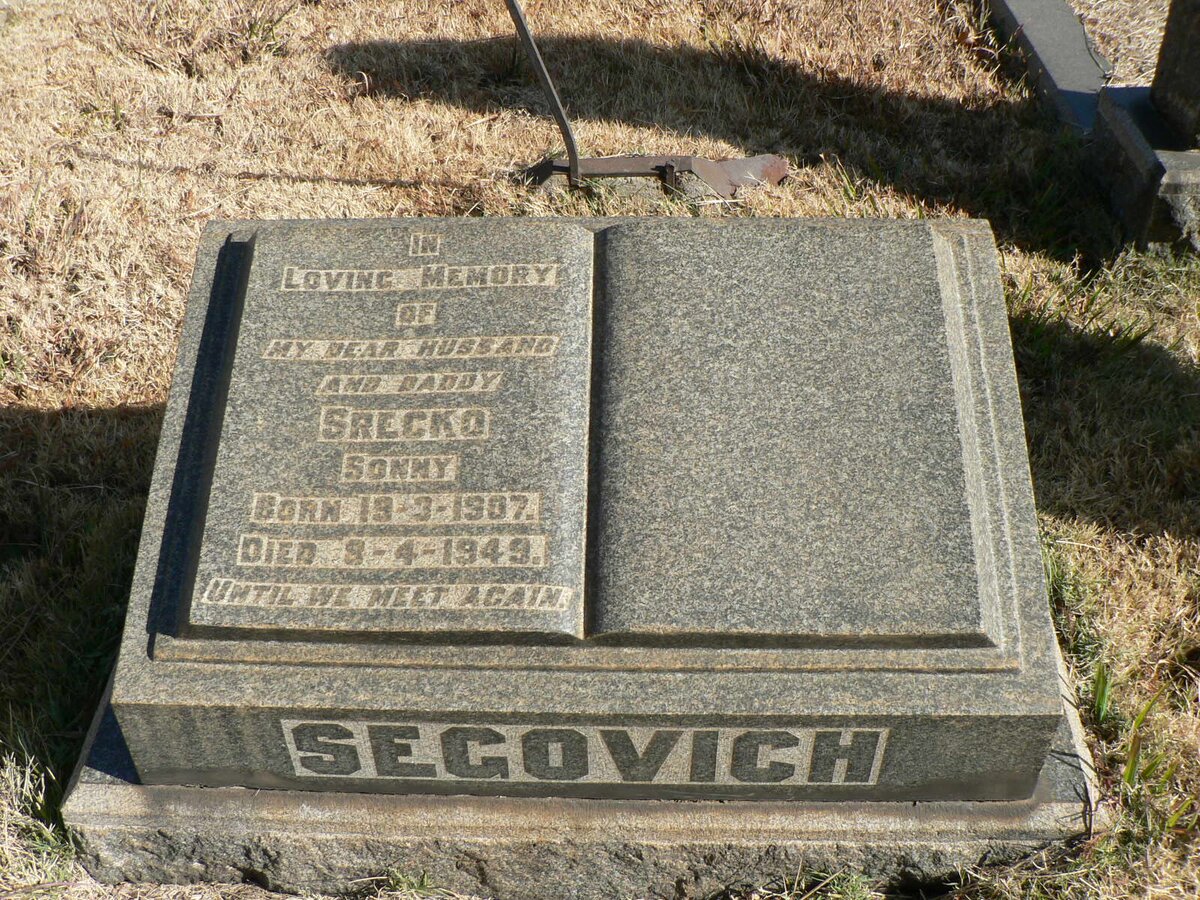 IN
LOVING MEMORY
OF
MY DEAR HUSBAND
AND DADDY
SRECKO
SONNY
BORN 19-3-1907.
DIED 9-4-1949.
UNTIL WE MEET AGAIN.
SEGOVICH